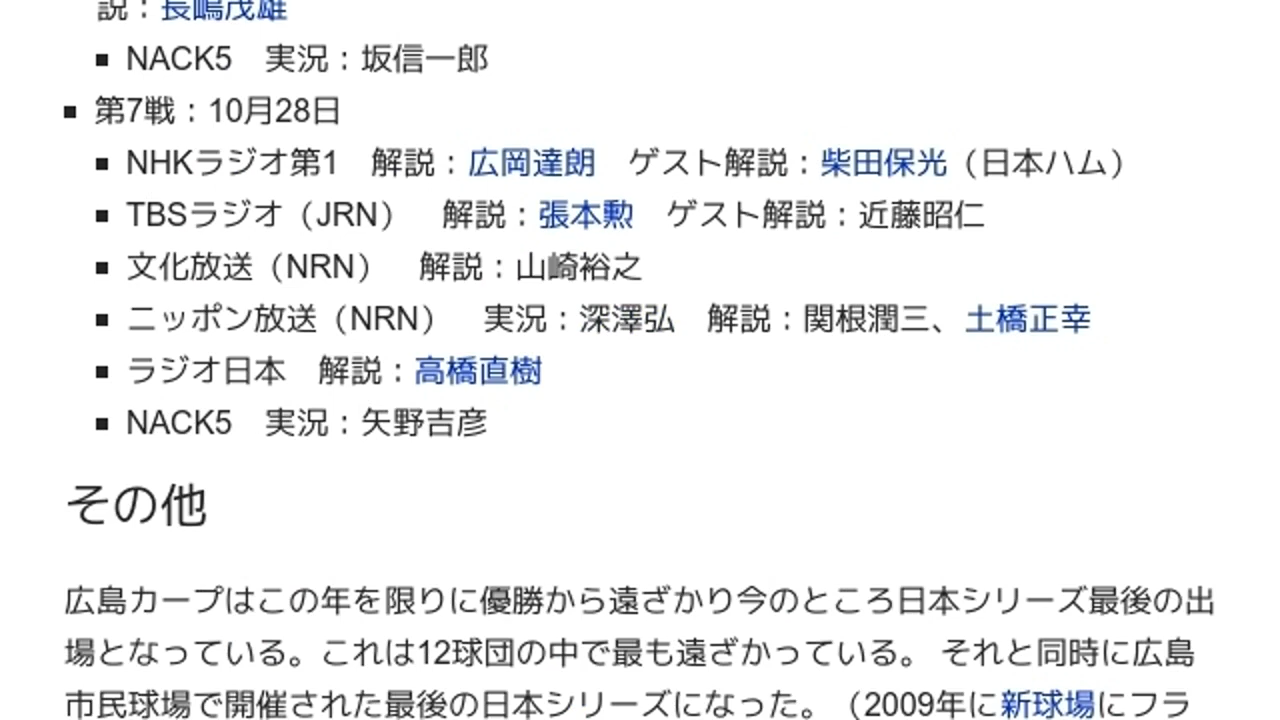 説：長嶋茂雄
NACK5　実況：坂信一郎
第7戦：10月28日
NHKラジオ第1　解説：広岡達朗　ゲスト解説：柴田保光（日本ハム）
TBSラジオ（JRN）　解説：張本勲　ゲスト解説：近藤昭仁
文化放送（NRN）　解説：山崎裕之
ニッポン放送（NRN）　実況：深澤弘　解説：関根潤三、土橋正幸
ラジオ日本　解説：高橋直樹
NACK5　実況：矢野吉彦
その他
広島カープはこの年を限りに優勝から遠ざかり今のところ日本シリーズ最後の出
場となっている。これは12球団の中で最も遠ざかっている。 それと同時に広島
市民球場で開催された最後の日本シリーズになった。（2009年に新球場にフラ